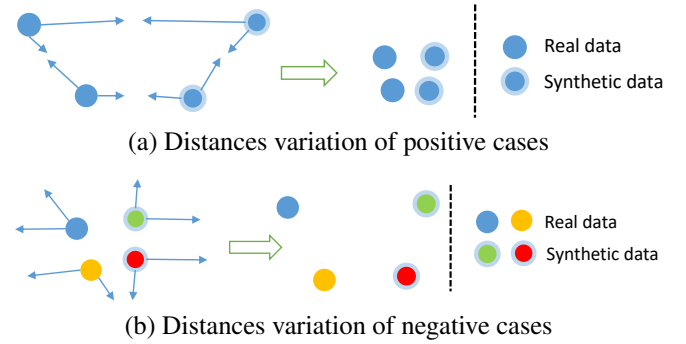 Real data
Synthetic data
(a) Distances variation of positive cases
Real data
Synthetic data
(b) Distances variation of negative cases